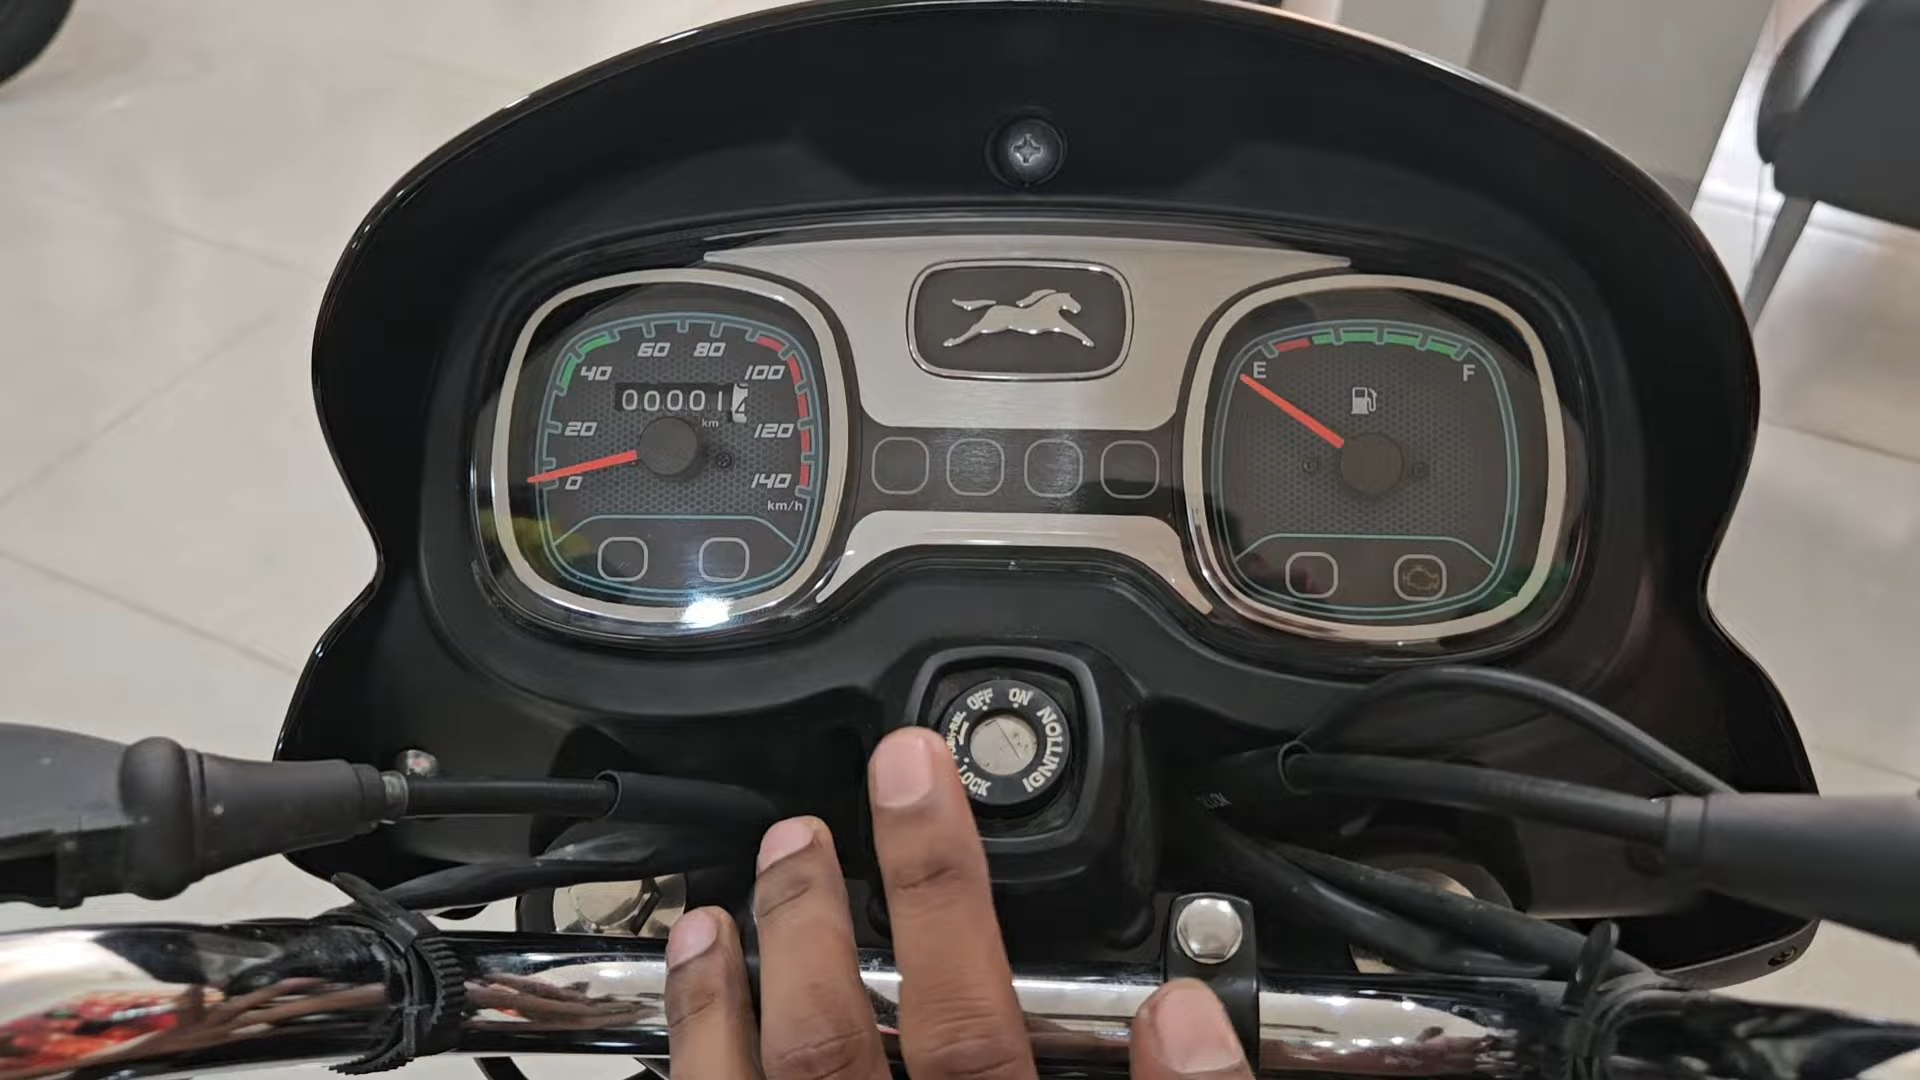 60 80
40 100
00001
km
20 120
0 140
km/h
E F
OFF ON
IGNITION
LOCK